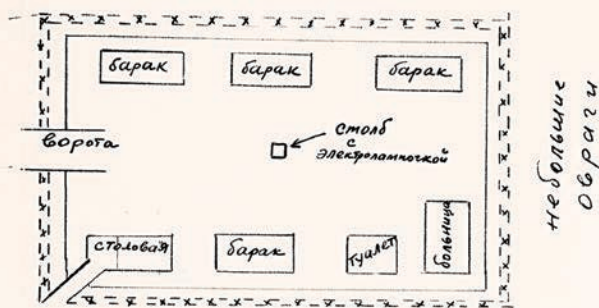 барак
барак
барак
ворота
столб
с
электролампочкой
столовая
барак
туалет
больница
небольшие
овраги